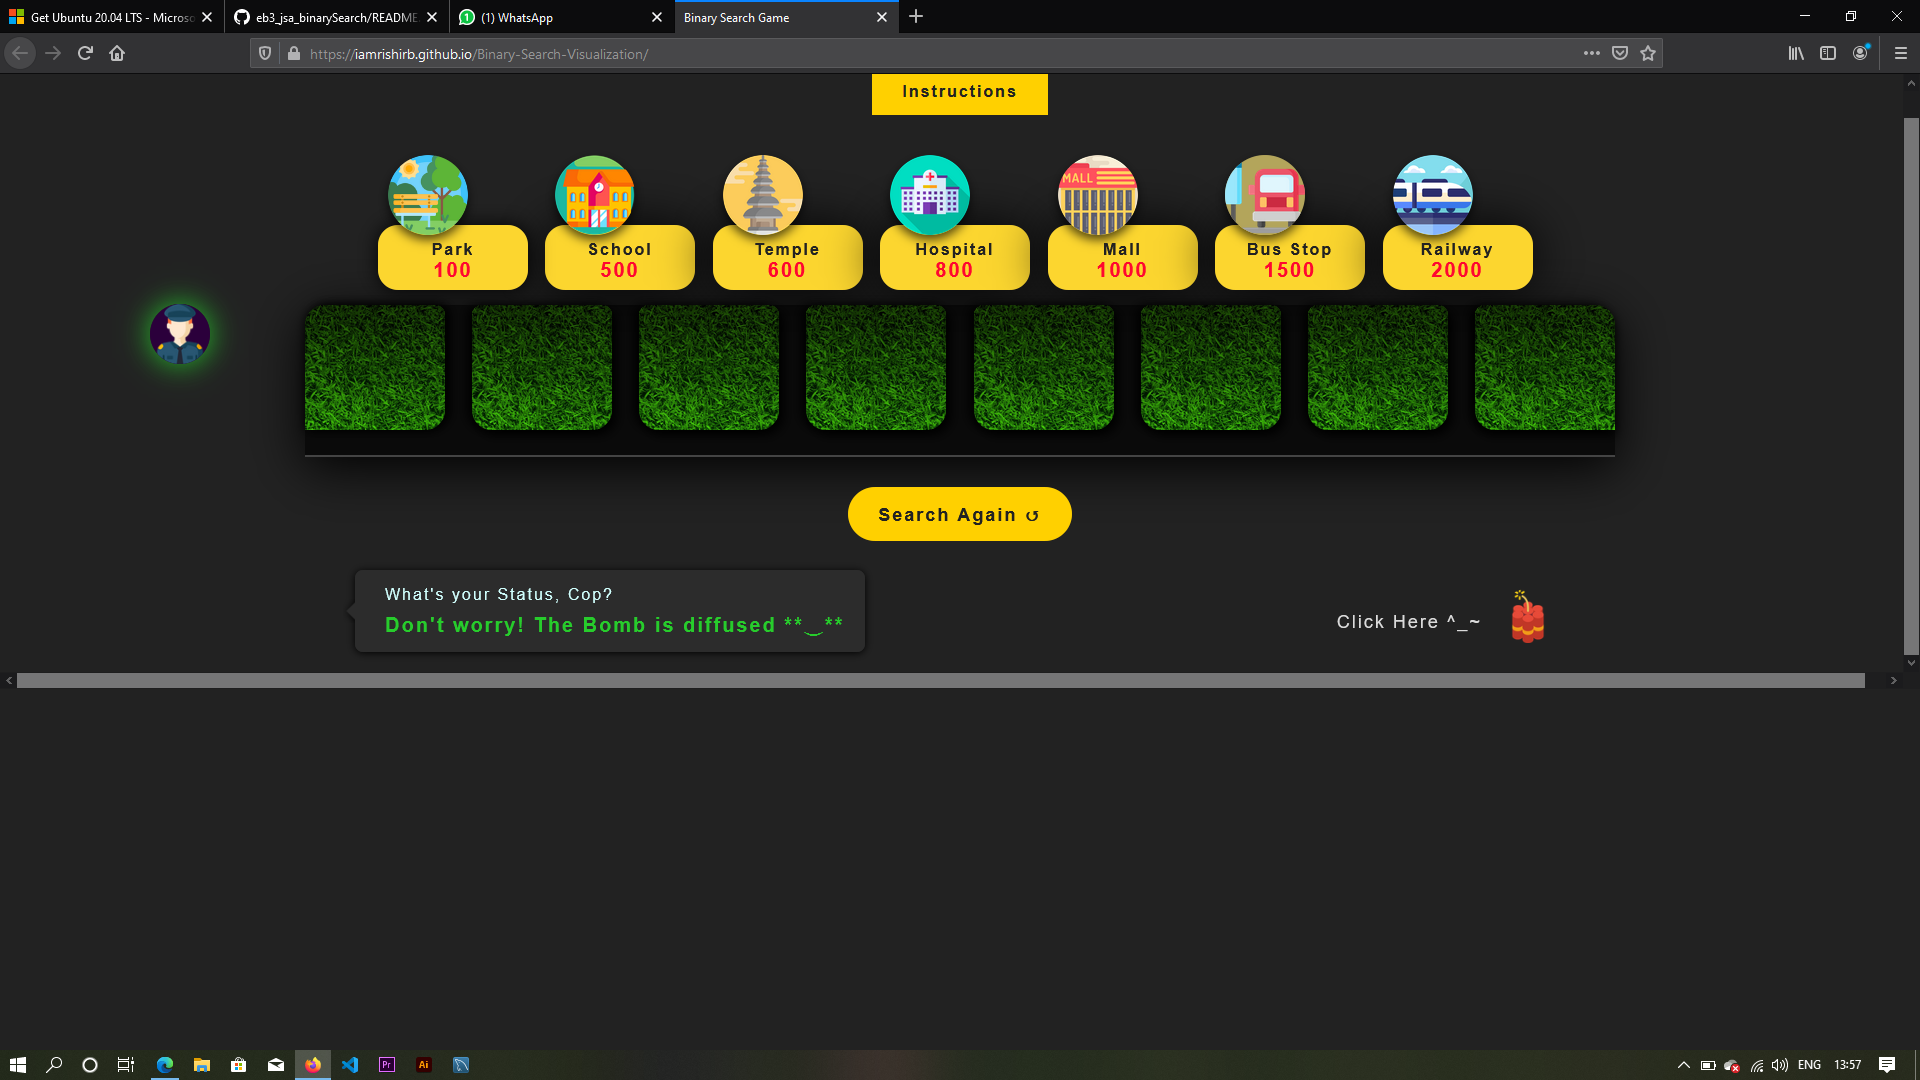 Get Ubuntu 20.04 LTS - Microso
eb3_jsa_binarySearch/README.
(1) WhatsApp
Binary Search Game
https://iamrishirb.github.io/Binary-Search-Visualization/
Instructions
MALL
Park
100
School
500
Temple
600
Hospital
800
Mall
1000
Bus Stop
1500
Railway
2000
Search Again ↺
What's your Status, Cop?
Don't worry! The Bomb is diffused **‿**
Click Here ^_~
Pr
Ai
ENG
13:57